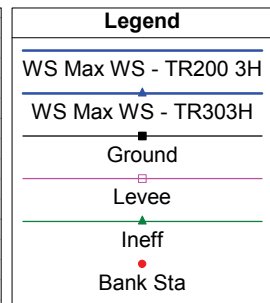 Legend
WS Max WS - TR200 3H
WS Max WS - TR303H
Ground
Levee
Ineff
Bank Sta